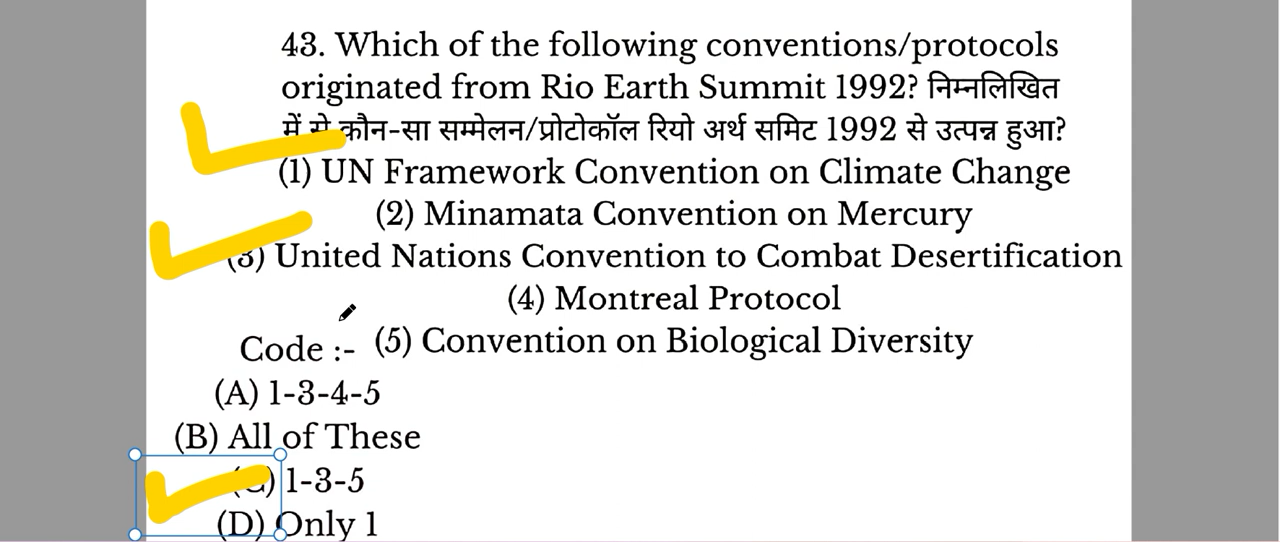 43. Which of the following conventions/protocols
originated from Rio Earth Summit 1992? निम्नलिखित
में से कौन-सा सम्मेलन/प्रोटोकॉल रियो अर्थ समिट 1992 से उत्पन्न हुआ?
(1) UN Framework Convention on Climate Change
(2) Minamata Convention on Mercury
(3) United Nations Convention to Combat Desertification
(4) Montreal Protocol
(5) Convention on Biological Diversity
Code :-
(A) 1-3-4-5
(B) All of These
(C) 1-3-5
(D) Only 1